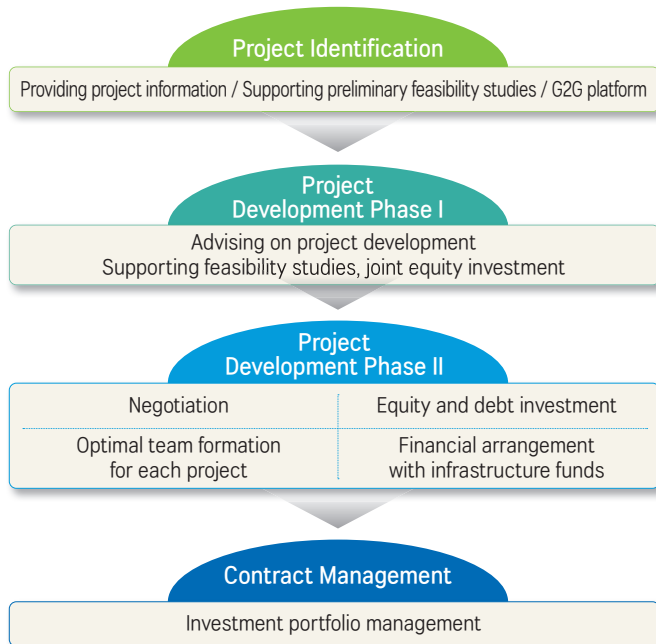 Project Identification
Providing project information / Supporting preliminary feasibility studies / G2G platform
Project
Development Phase I
Advising on project development
Supporting feasibility studies, joint equity investment
Project
Development Phase II
Negotiation
Equity and debt investment
Optimal team formation
for each project
Financial arrangement
with infrastructure funds
Contract Management
Investment portfolio management